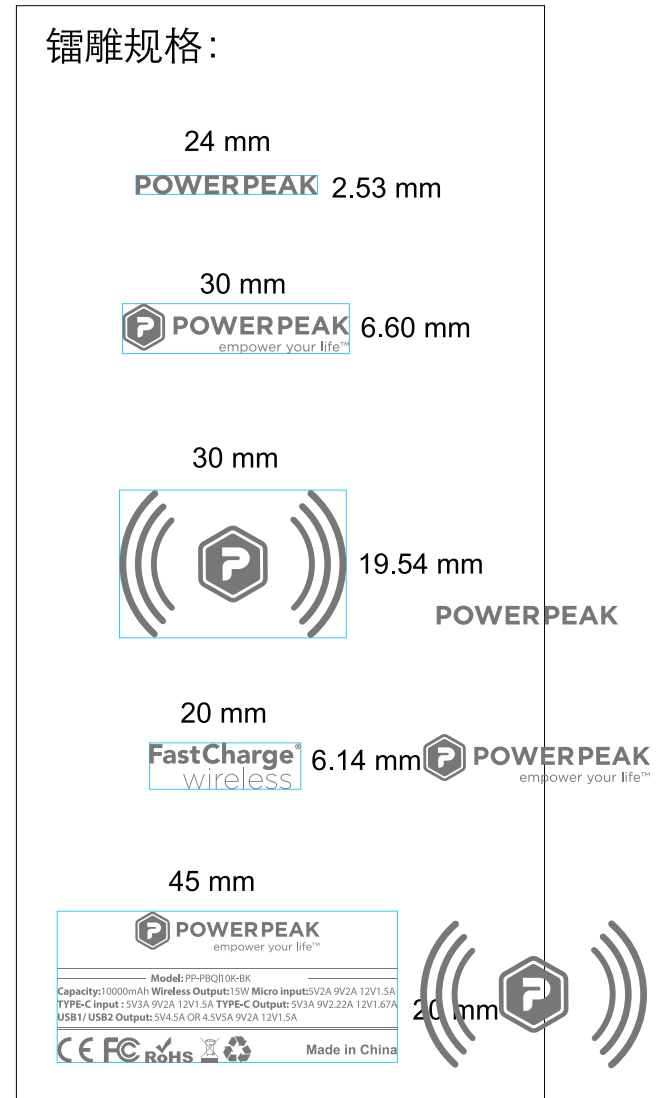 镭雕规格：
24 mm
POWERPEAK 2.53 mm
30 mm
P POWERPEAK 6.60 mm
empower your life™
30 mm
P 19.54 mm
POWERPEAK
20 mm
FastCharge® 6.14 mm
wireless
P POWERPEAK
empower your life™
45 mm
P POWERPEAK
empower your life™
Model: PP-PBQI10K-BK
Capacity:10000mAh Wireless Output:15W Micro input:5V2A 9V2A 12V1.5A
TYPE-C input : 5V3A 9V2A 12V1.5A TYPE-C Output: 5V3A 9V2.22A 12V1.67A
USB1/ USB2 Output: 5V4.5A OR 4.5V5A 9V2A 12V1.5A
20 mm
P
CE FC RoHS Made in China